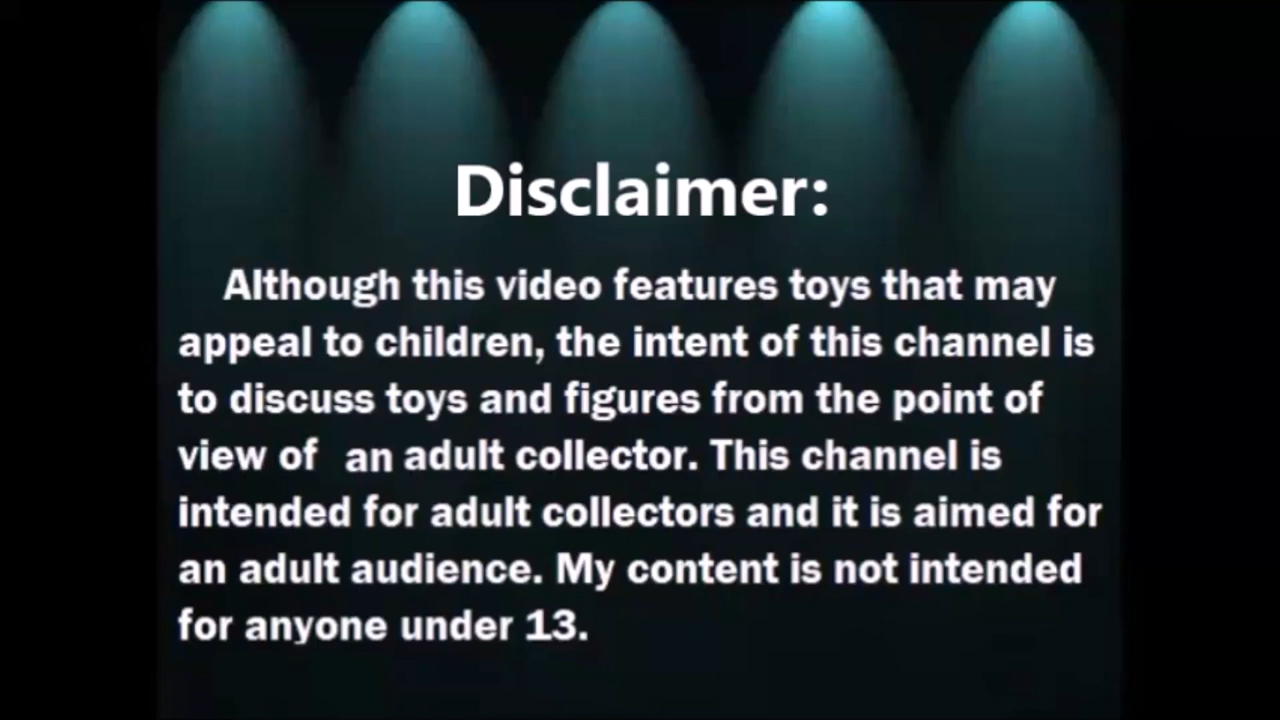 Disclaimer:
Although this video features toys that may
appeal to children, the intent of this channel is
to discuss toys and figures from the point of
view of an adult collector. This channel is
intended for adult collectors and it is aimed for
an adult audience. My content is not intended
for anyone under 13.